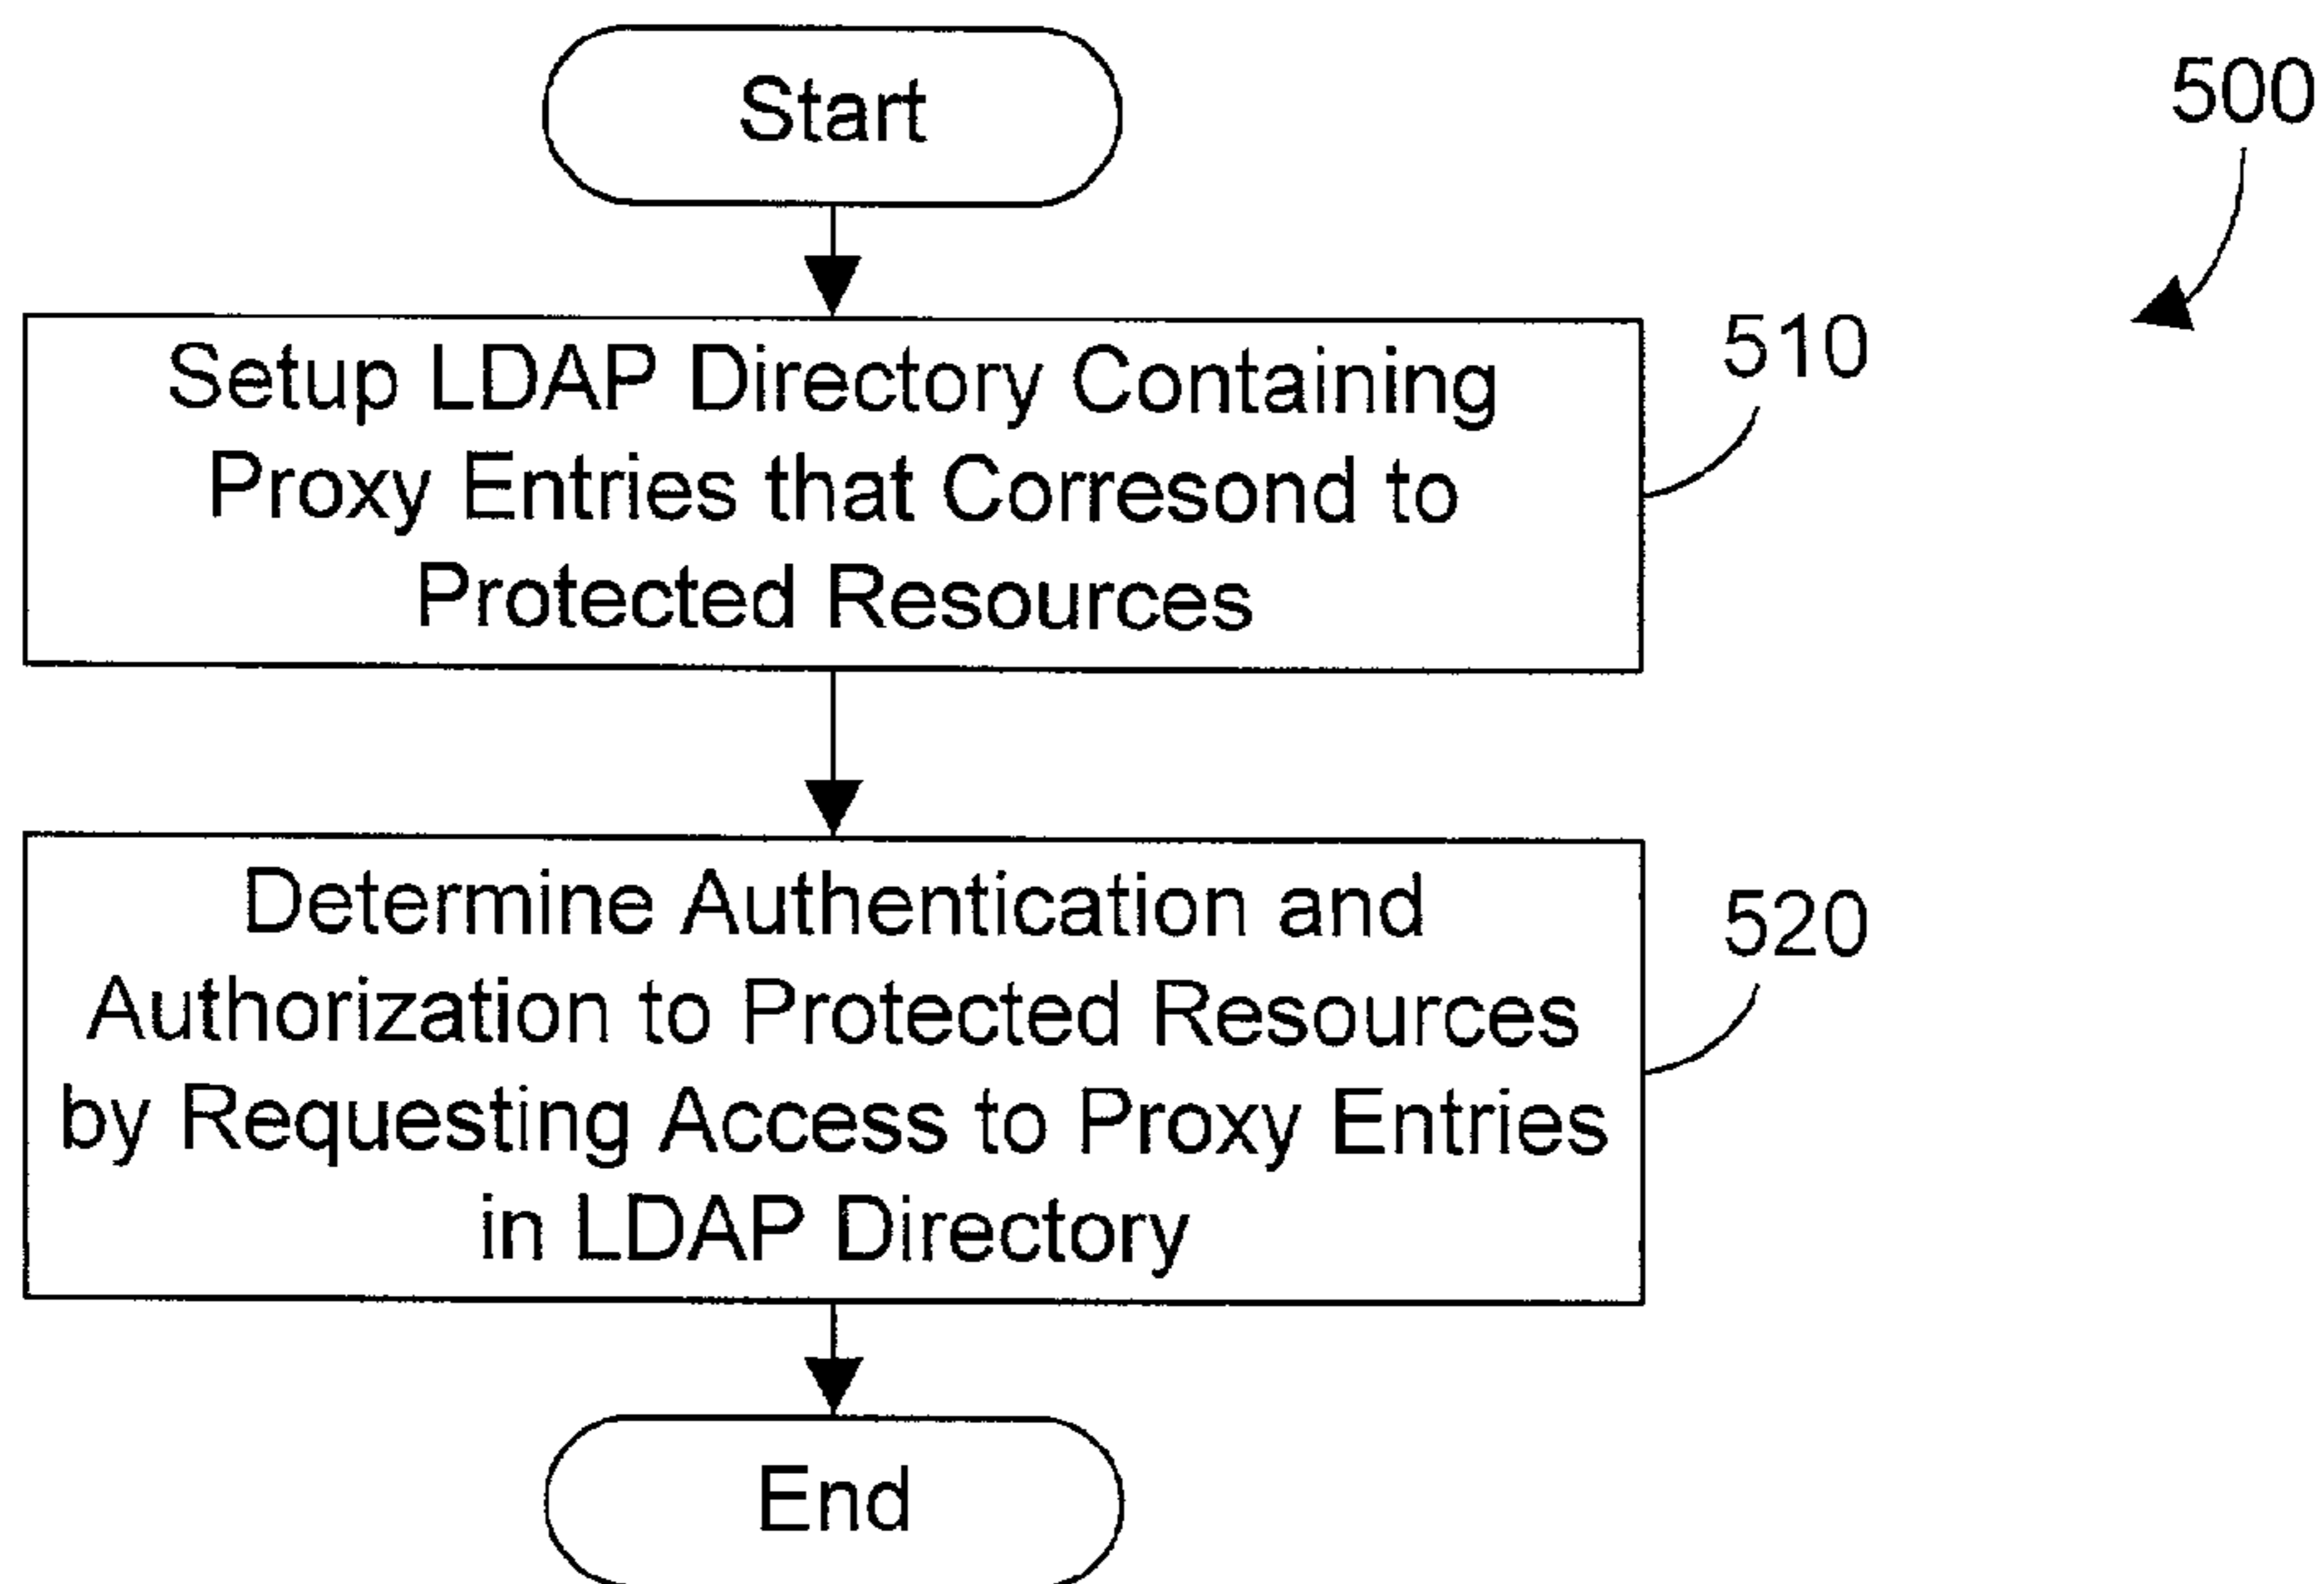 Start
500
Setup LDAP Directory Containing
Proxy Entries that Corresond to
Protected Resources
510
Determine Authentication and
Authorization to Protected Resources
by Requesting Access to Proxy Entries
in LDAP Directory
520
End